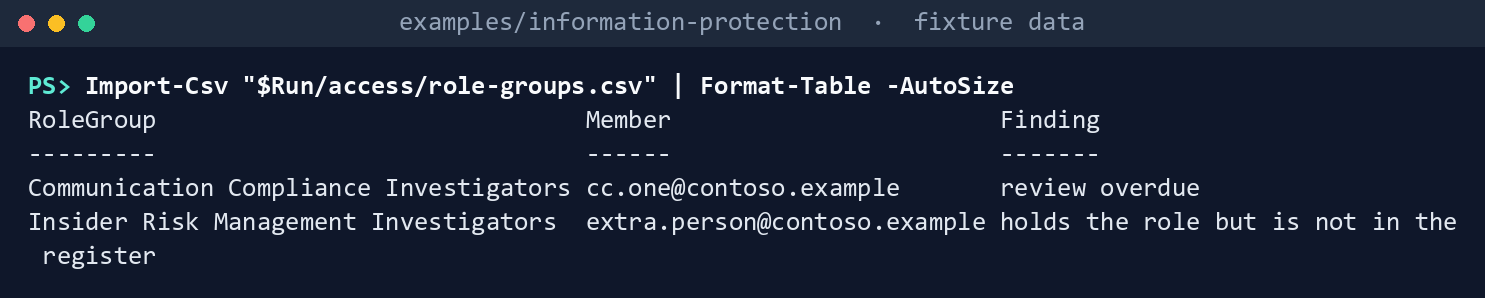 examples/information-protection · fixture data
PS> Import-Csv "$Run/access/role-groups.csv" | Format-Table -AutoSize
RoleGroup Member Finding
--------- ------ -------
Communication Compliance Investigators cc.one@contoso.example review overdue
Insider Risk Management Investigators extra.person@contoso.example holds the role but is not in the
register